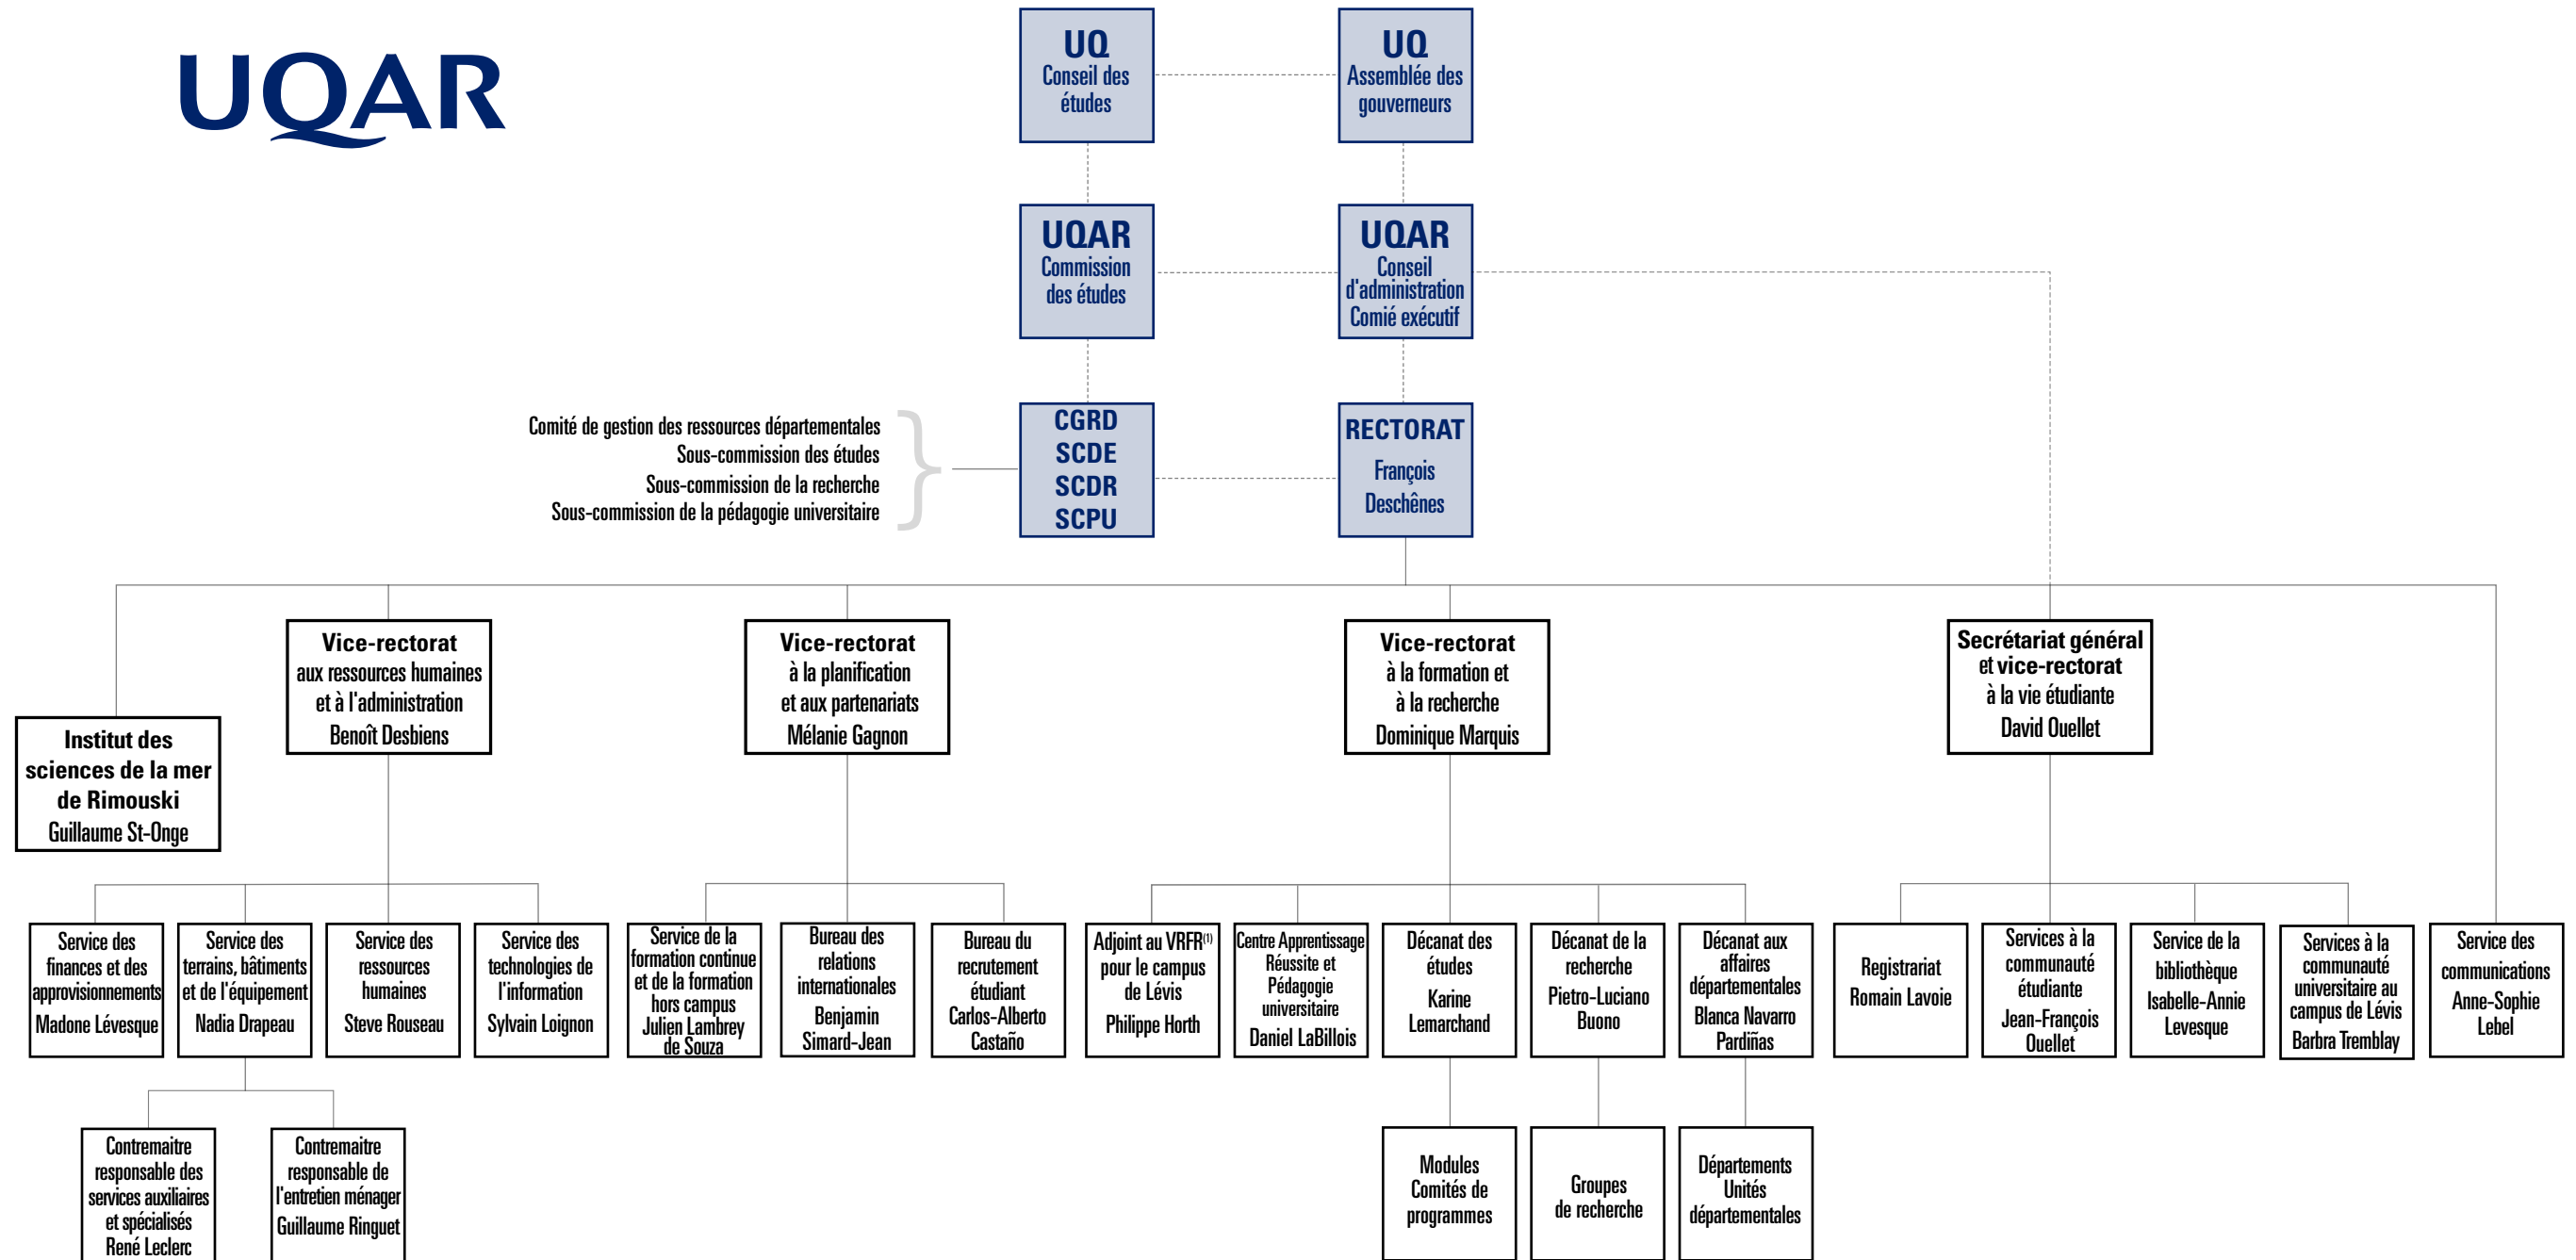 UQAR
UQ
Conseil des
études
UQ
Assemblée des
gouverneurs
UQAR
Commission
des études
UQAR
Conseil
d'administration
Comié exécutif
Comité de gestion des ressources départementales
Sous-commission des études
Sous-commission de la recherche
Sous-commission de la pédagogie universitaire
CGRD
SCDE
SCDR
SCPU
RECTORAT
François
Deschênes
Institut des
sciences de la mer
de Rimouski
Guillaume St-Onge
Vice-rectorat
aux ressources humaines
et à l'administration
Benoît Desbiens
Vice-rectorat
à la planification
et aux partenariats
Mélanie Gagnon
Vice-rectorat
à la formation et
à la recherche
Dominique Marquis
Secrétariat général
et vice-rectorat
à la vie étudiante
David Ouellet
Service des
finances et des
approvisionnements
Madone Lévesque
Service des
terrains, bâtiments
et de l'équipement
Nadia Drapeau
Service des
ressources
humaines
Steve Rouseau
Service des
technologies de
l'information
Sylvain Loignon
Service de la
formation continue
et de la formation
hors campus
Julien Lambrey
de Souza
Bureau des
relations
internationales
Benjamin
Simard-Jean
Bureau du
recrutement
étudiant
Carlos-Alberto
Castaño
Adjoint au VRFR(1)
pour le campus
de Lévis
Philippe Horth
Centre Apprentissage
Réussite et
Pédagogie
universitaire
Daniel LaBillois
Décanat des
études
Karine
Lemarchand
Décanat de la
recherche
Pietro-Luciano
Buono
Décanat aux
affaires
départementales
Blanca Navarro
Pardiñas
Registrariat
Romain Lavoie
Services à la
communauté
étudiante
Jean-François
Ouellet
Service de la
bibliothèque
Isabelle-Annie
Levesque
Services à la
communauté
universitaire au
campus de Lévis
Barbra Tremblay
Service des
communications
Anne-Sophie
Lebel
Contremaitre
responsable des
services auxiliaires
et spécialisés
René Leclerc
Contremaitre
responsable de
l'entretien ménager
Guillaume Ringuet
Modules
Comités de
programmes
Groupes
de recherche
Départements
Unités
départementales